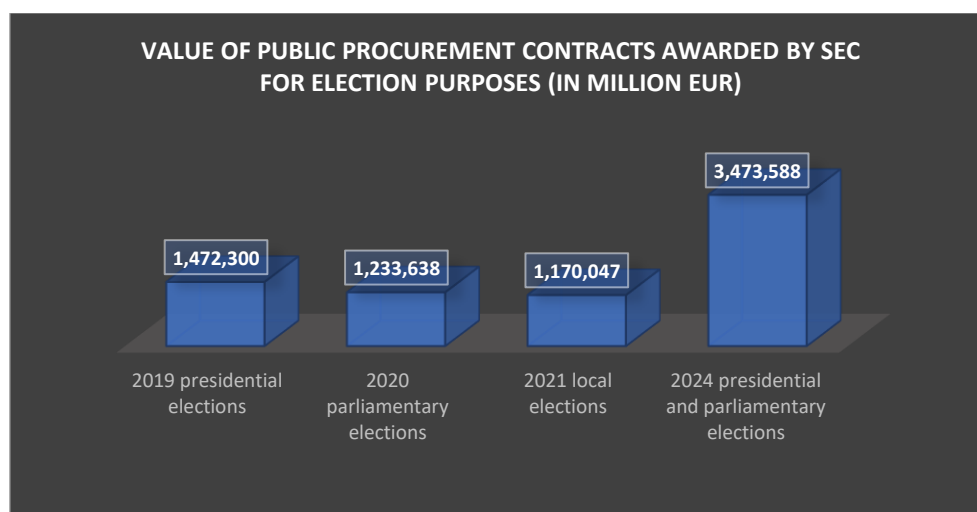 VALUE OF PUBLIC PROCUREMENT CONTRACTS AWARDED BY SEC
FOR ELECTION PURPOSES (IN MILLION EUR)
3,473,588
1,472,300
1,233,638
1,170,047
2019 presidential
elections
2020
parliamentary
elections
2021 local
elections
2024 presidential
and parliamentary
elections